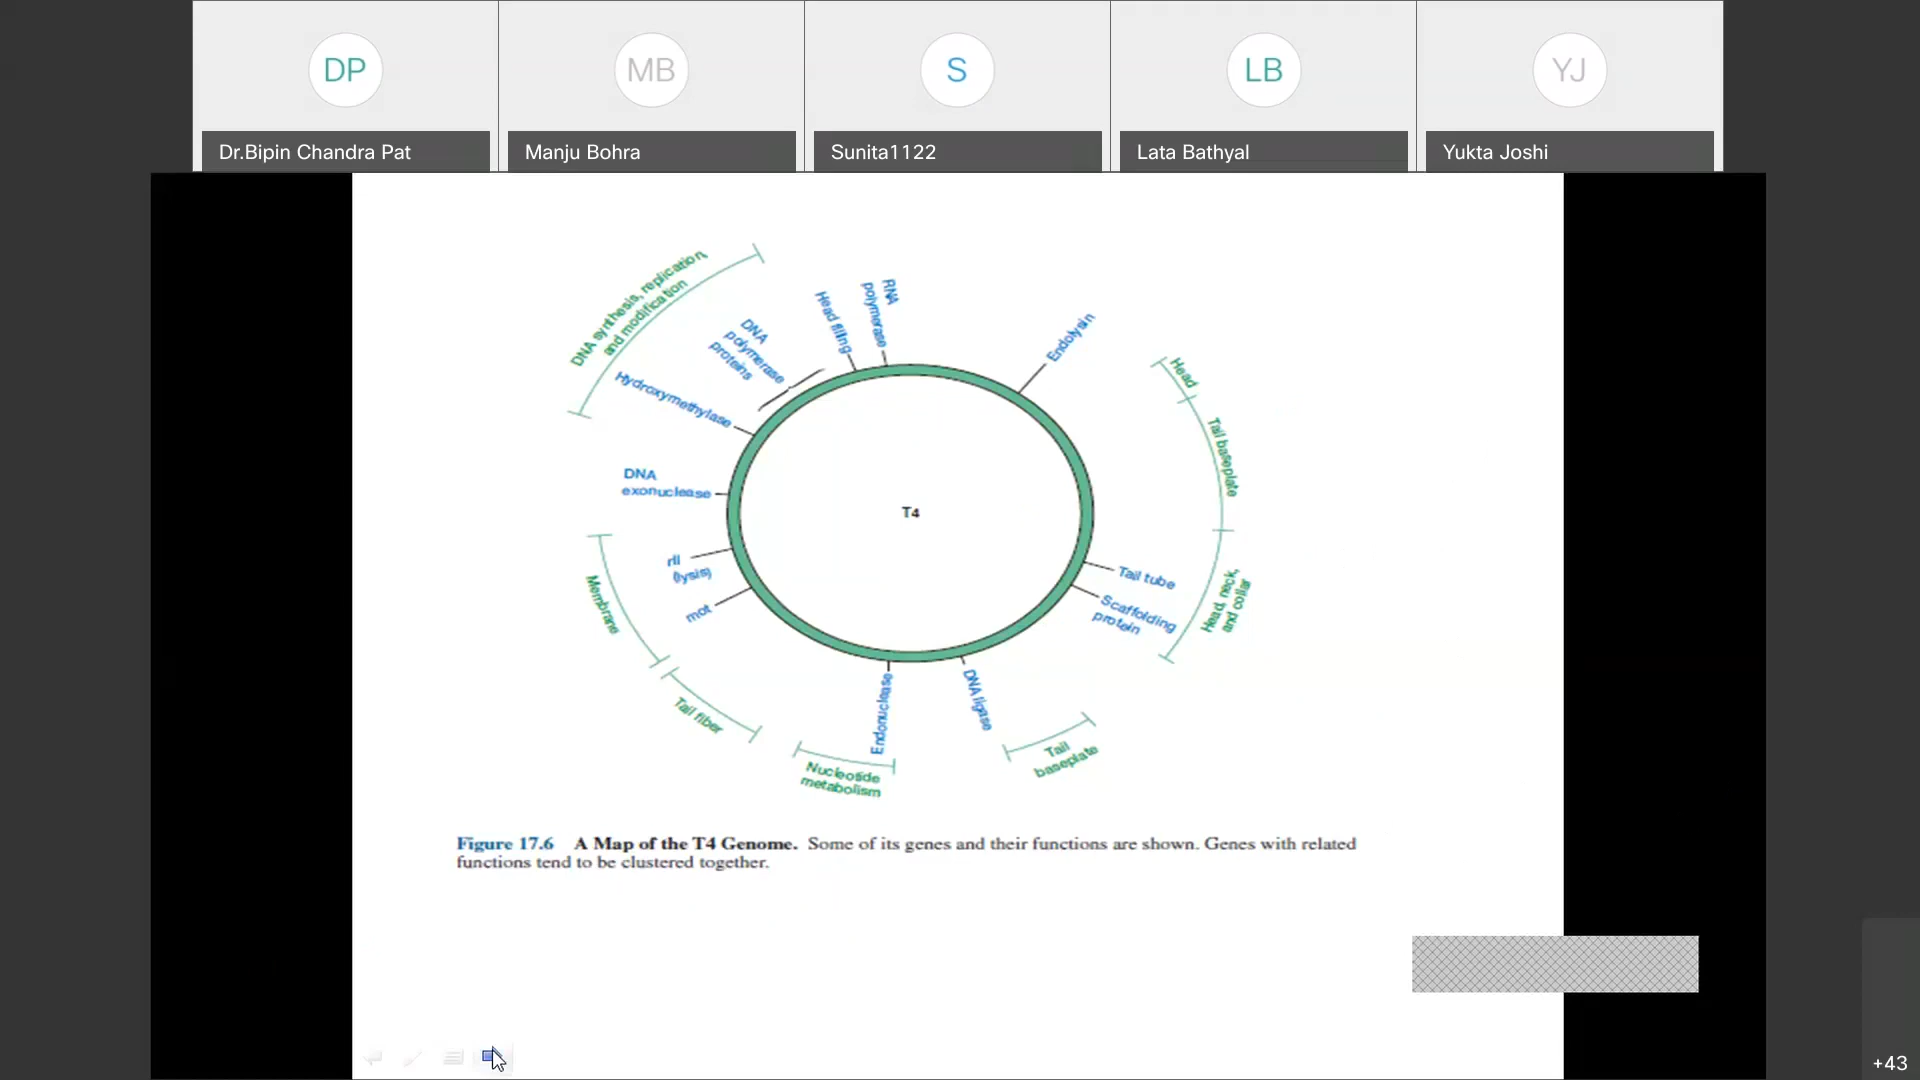 DP
MB
S
LB
YJ
Dr.Bipin Chandra Pat
Manju Bohra
Sunita1122
Lata Bathyal
Yukta Joshi
DNA synthesis, replication,
and modification
Hydroxymethylase
DNA
polymerase
proteins
Head filling
RNA
polymerase
Endolysin
Head
Tail baseplate
DNA
exonuclease
T4
rII
(lysis)
mot
Membrane
Tail tube
Scaffolding
protein
Head, neck,
and collar
Tail fiber
Endonuclease
DNA ligase
Nucleotide
metabolism
Tail
baseplate
Figure 17.6 A Map of the T4 Genome. Some of its genes and their functions are shown. Genes with related
functions tend to be clustered together.
+43